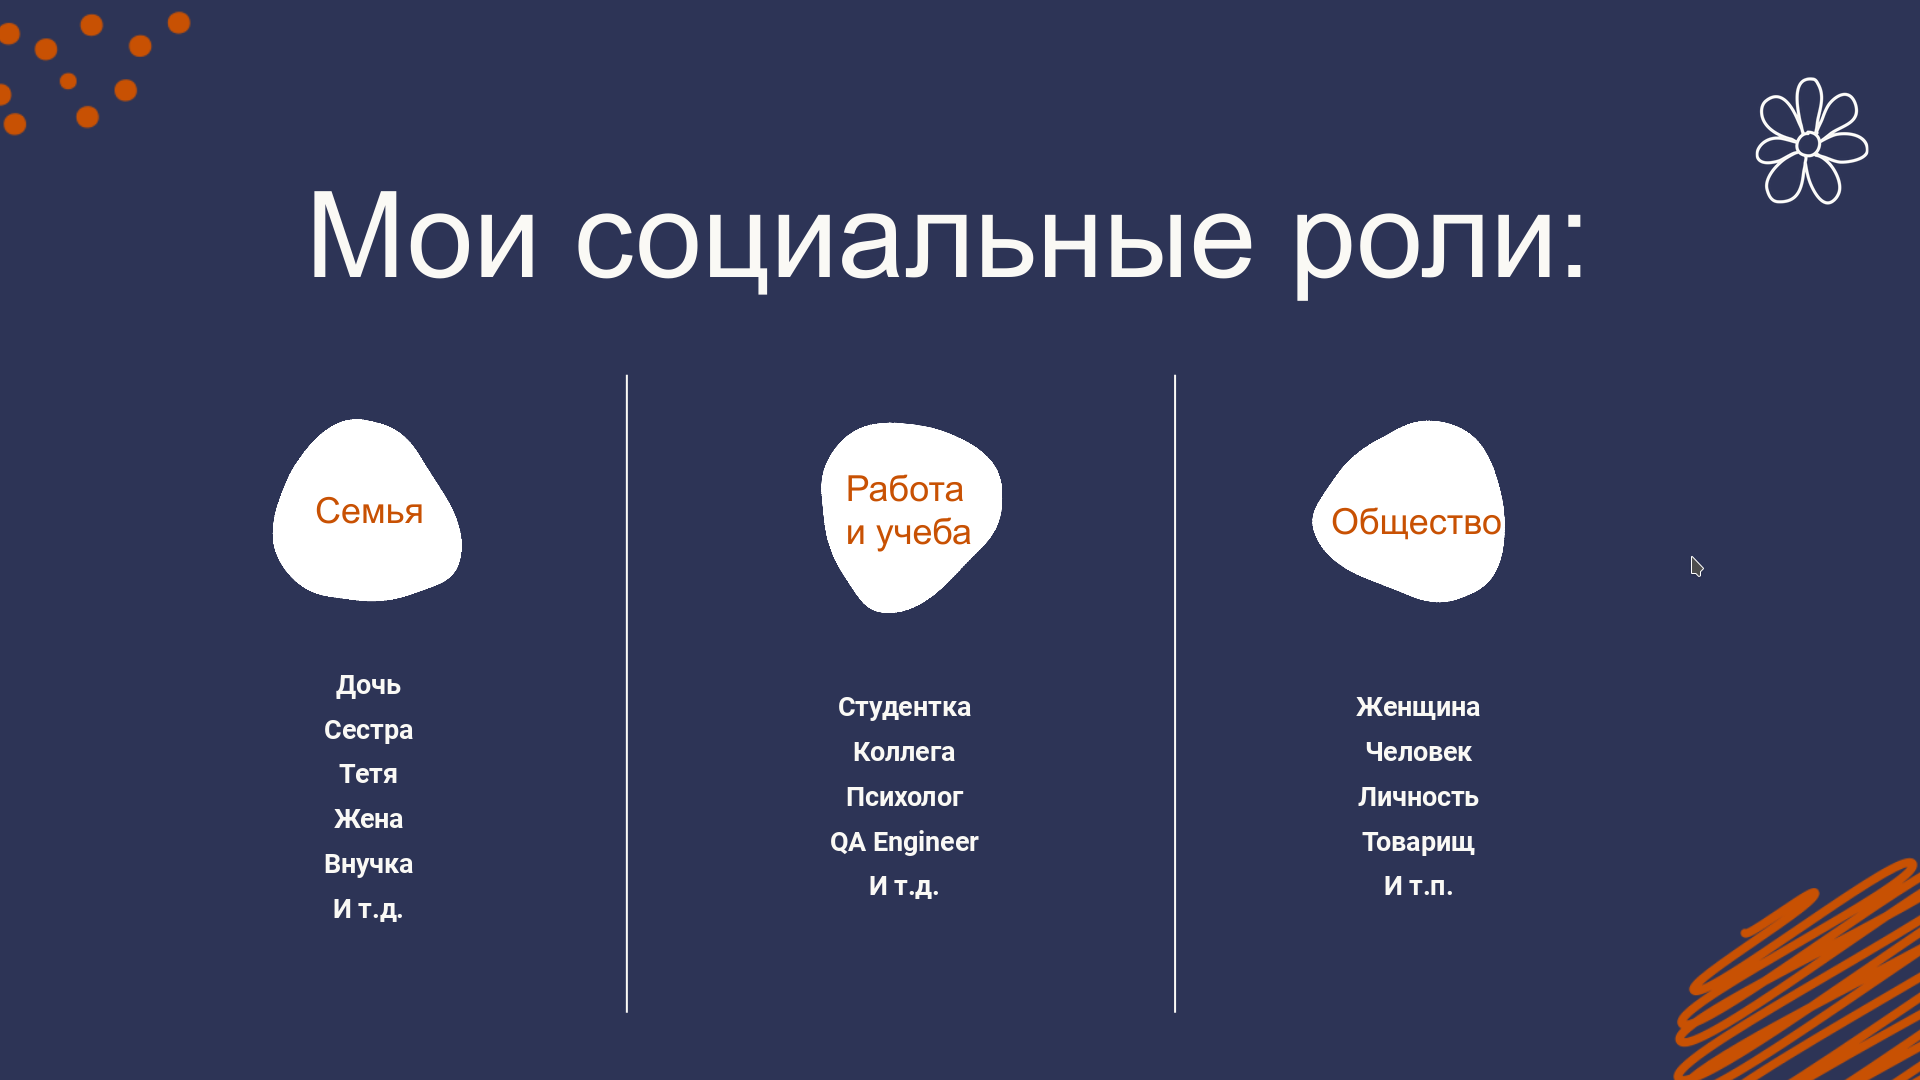 Мои социальные роли:
Семья
Дочь
Сестра
Тетя
Жена
Внучка
И т.д.
Работа
и учеба
Студентка
Коллега
Психолог
QA Engineer
И т.д.
Общество
Женщина
Человек
Личность
Товарищ
И т.п.